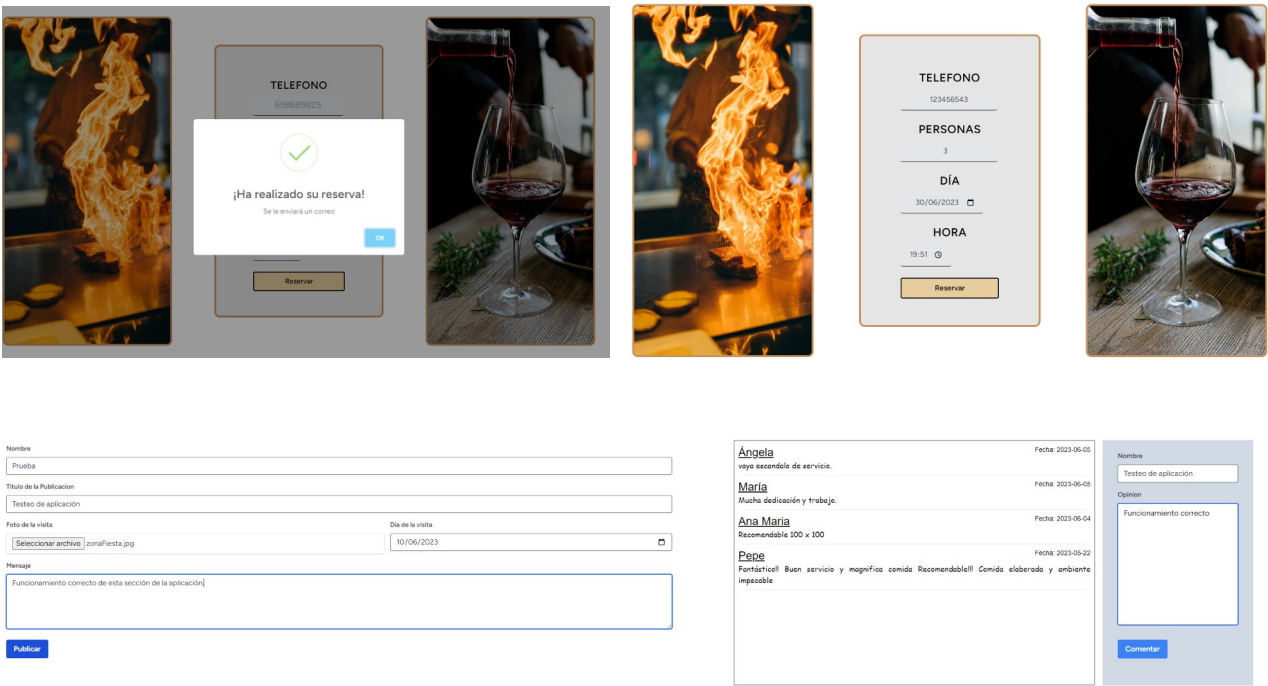 TELEFONO
658689825
¡Ha realizado su reserva!
Se le enviará un correo
OK
Reservar
TELEFONO
123456543
PERSONAS
3
DÍA
30/06/2023
HORA
19:51
Reservar
Nombre
Prueba
Titulo de la Publicacion
Testeo de aplicación
Foto de la visita
Seleccionar archivo zonaFiesta.jpg
Dia de la visita
10/06/2023
Mensaje
Funcionamiento correcto de esta sección de la aplicación
Publicar
Ángela Fecha: 2023-06-05
vaya escandalo de servicio.
María Fecha: 2023-06-05
Mucha dedicación y trabajo.
Ana Maria Fecha: 2023-06-04
Recomendable 100 x 100
Pepe Fecha: 2023-05-22
Fantástico!! Buen servicio y magnífica comida Recomendable!!! Comida elaborada y ambiente
impecable
Nombre
Testeo de aplicación
Opinion
Funcionamiento correcto
Comentar